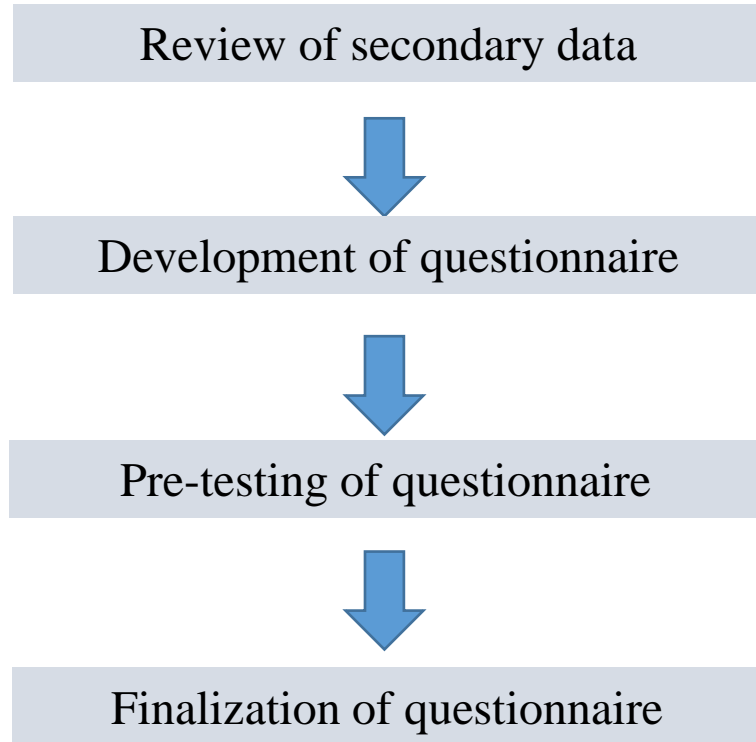 Review of secondary data
Development of questionnaire
Pre-testing of questionnaire
Finalization of questionnaire